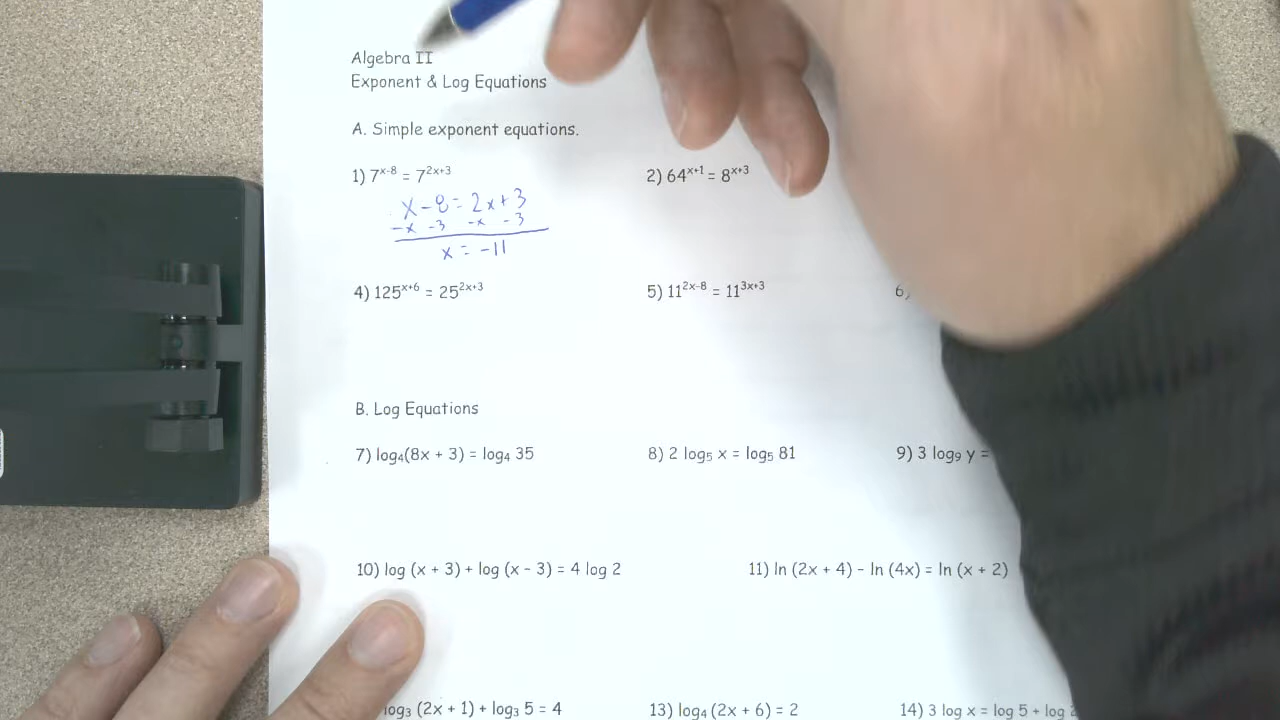 Algebra II
Exponent & Log Equations
A. Simple exponent equations.
1) 7^(x-8) = 7^(2x+3)
x - 8 = 2x + 3
-x -3 -x -3
x = -11
2) 64^(x+1) = 8^(x+3)
4) 125^(x+6) = 25^(2x+3)
5) 11^(2x-8) = 11^(3x+3)
6)
B. Log Equations
7) log₄(8x + 3) = log₄ 35
8) 2 log₅ x = log₅ 81
9) 3 log₉ y =
10) log (x + 3) + log (x - 3) = 4 log 2
11) ln (2x + 4) - ln (4x) = ln (x + 2)
log₃ (2x + 1) + log₃ 5 = 4
13) log₄ (2x + 6) = 2
14) 3 log x = log 5 + log 2